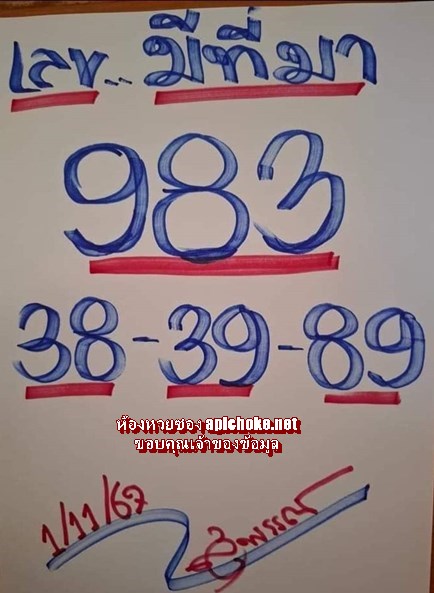 เลข.. มีที่มา
983
38-39-89
ห้องหวยซอง apichoke.net
ขอบคุณเจ้าของข้อมูล
1/11/67